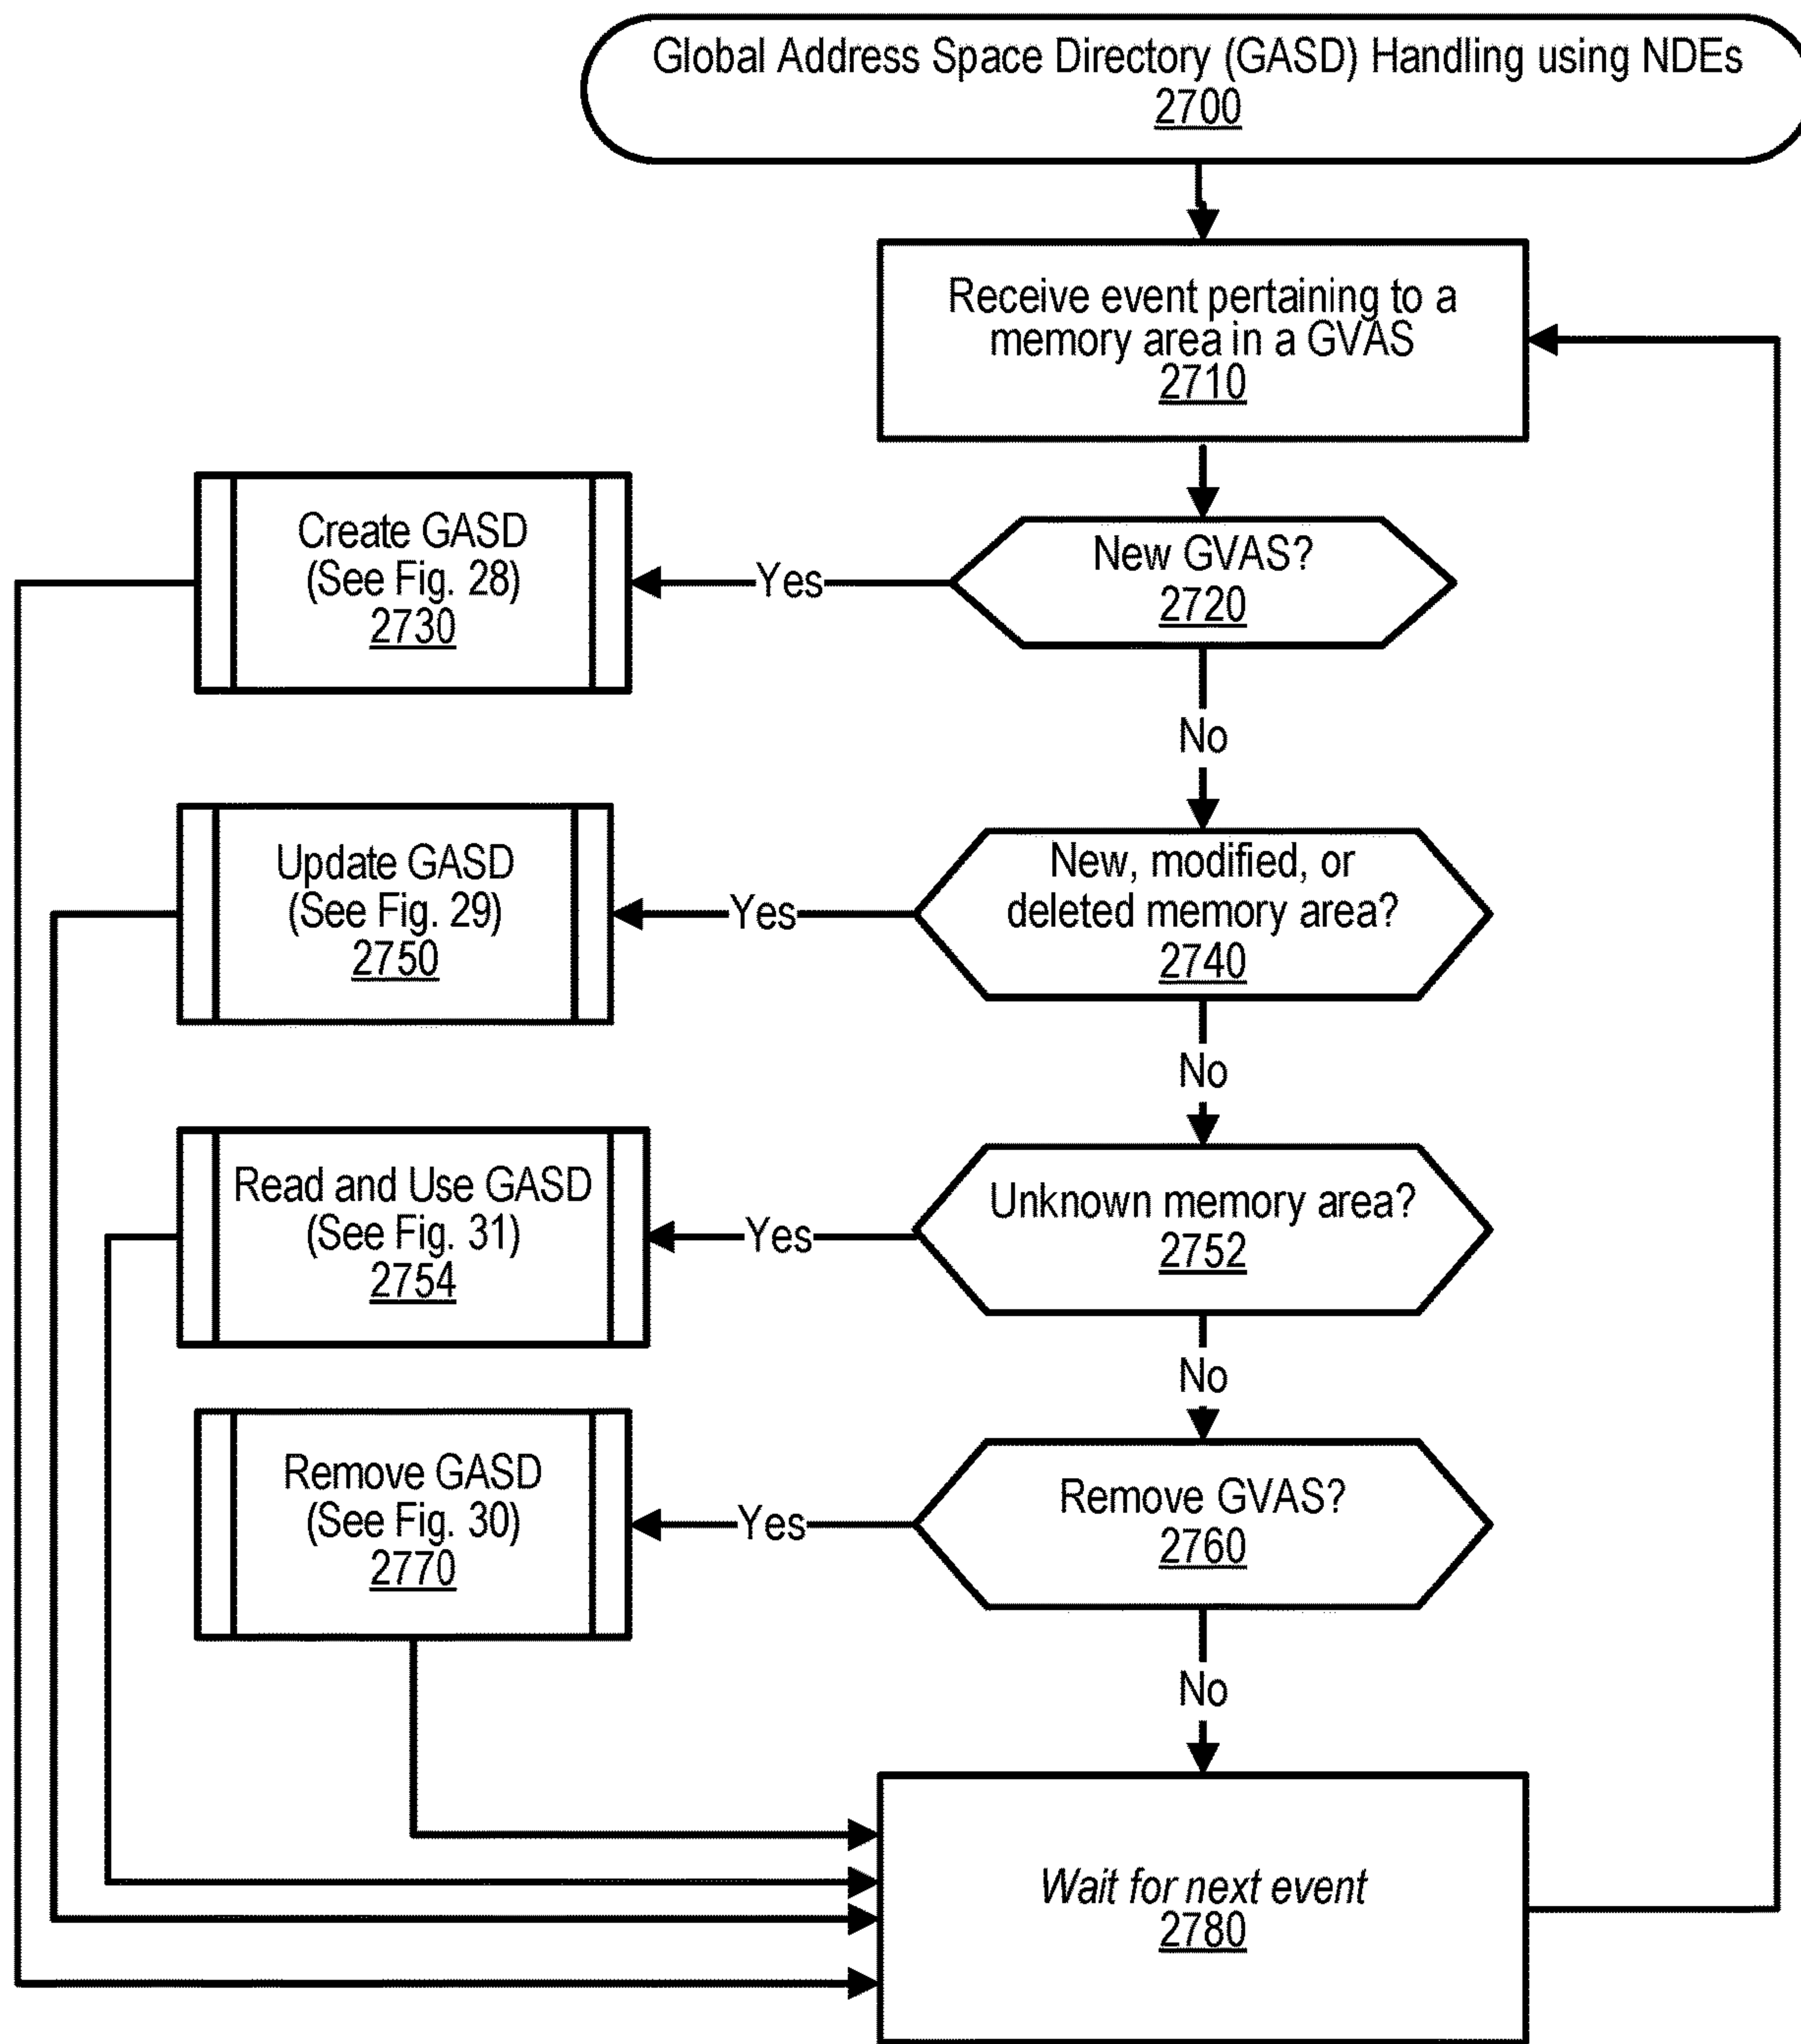 Global Address Space Directory (GASD) Handling using NDEs
2700
Receive event pertaining to a
memory area in a GVAS
2710
New GVAS?
2720
Yes
Create GASD
(See Fig. 28)
2730
No
New, modified, or
deleted memory area?
2740
Yes
Update GASD
(See Fig. 29)
2750
No
Unknown memory area?
2752
Yes
Read and Use GASD
(See Fig. 31)
2754
No
Remove GVAS?
2760
Yes
Remove GASD
(See Fig. 30)
2770
No
Wait for next event
2780